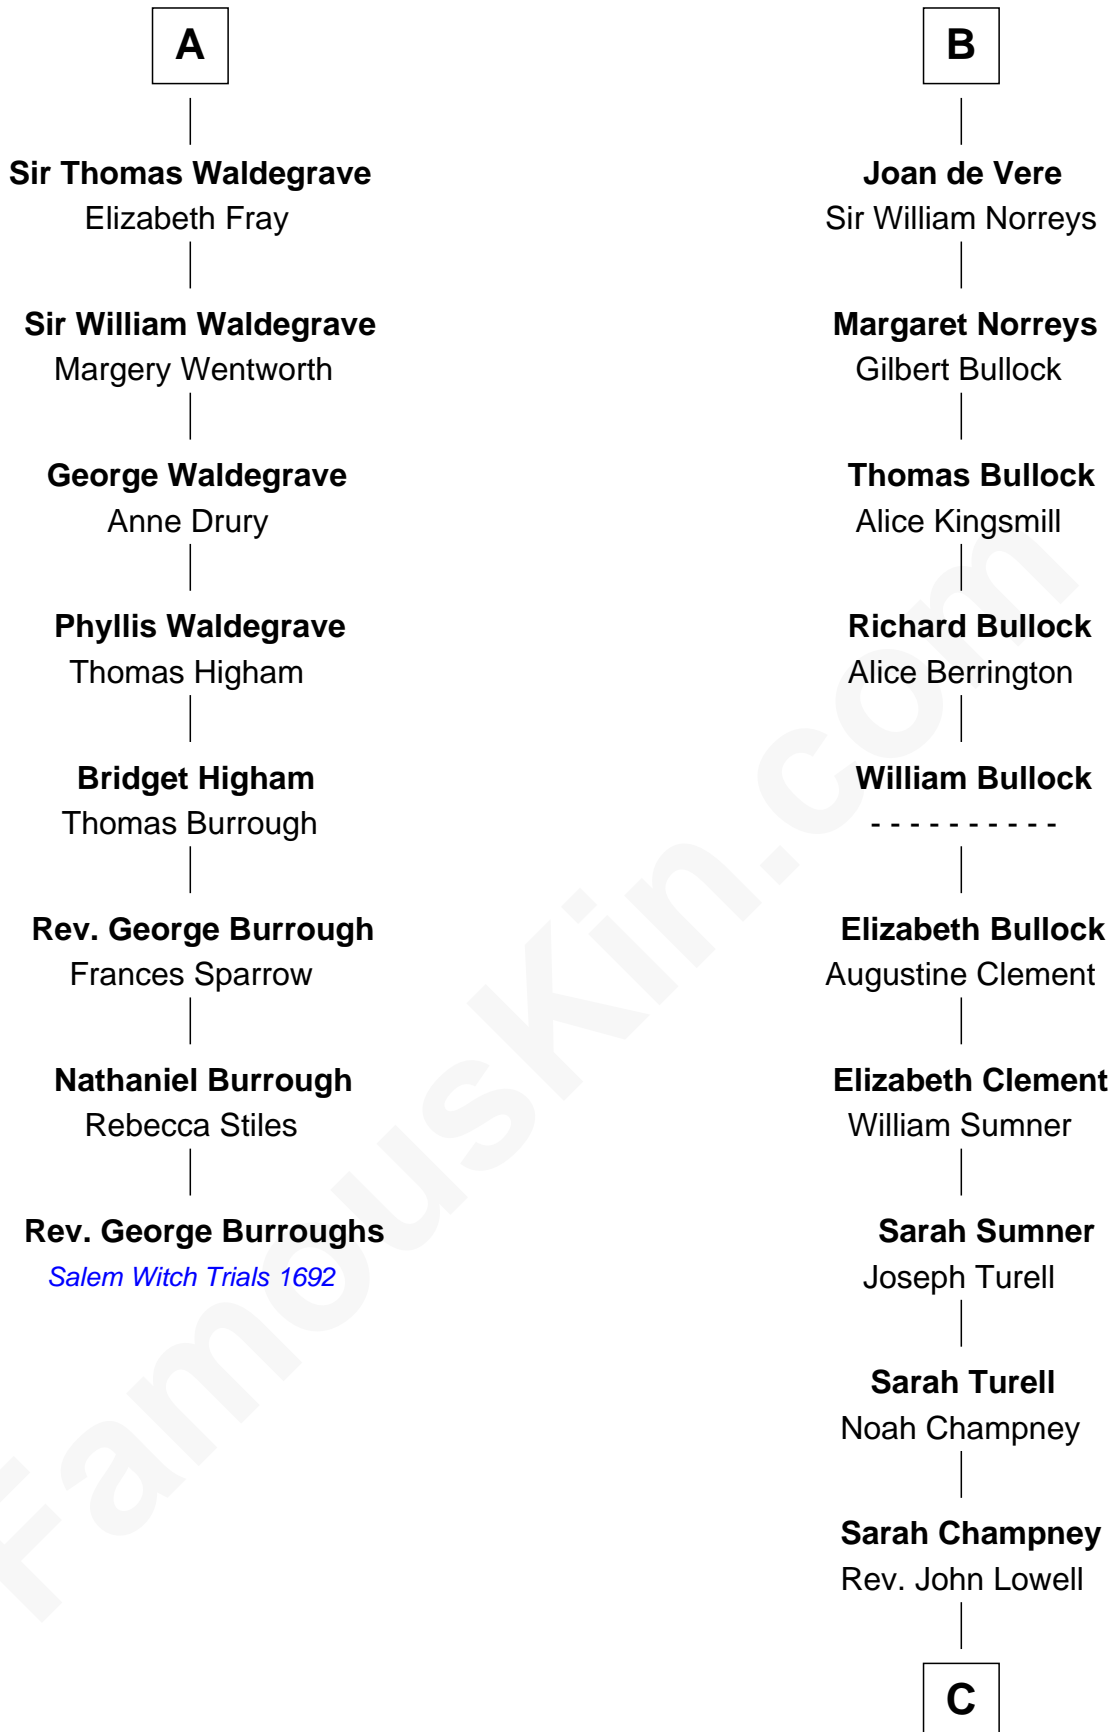 A
Sir Thomas Waldegrave
Elizabeth Fray
Sir William Waldegrave
Margery Wentworth
George Waldegrave
Anne Drury
Phyllis Waldegrave
Thomas Higham
Bridget Higham
Thomas Burrough
Rev. George Burrough
Frances Sparrow
Nathaniel Burrough
Rebecca Stiles
Rev. George Burroughs
Salem Witch Trials 1692
B
Joan de Vere
Sir William Norreys
Margaret Norreys
Gilbert Bullock
Thomas Bullock
Alice Kingsmill
Richard Bullock
Alice Berrington
William Bullock
- - - - - - - - - -
Elizabeth Bullock
Augustine Clement
Elizabeth Clement
William Sumner
Sarah Sumner
Joseph Turell
Sarah Turell
Noah Champney
Sarah Champney
Rev. John Lowell
C
FamousKin.com